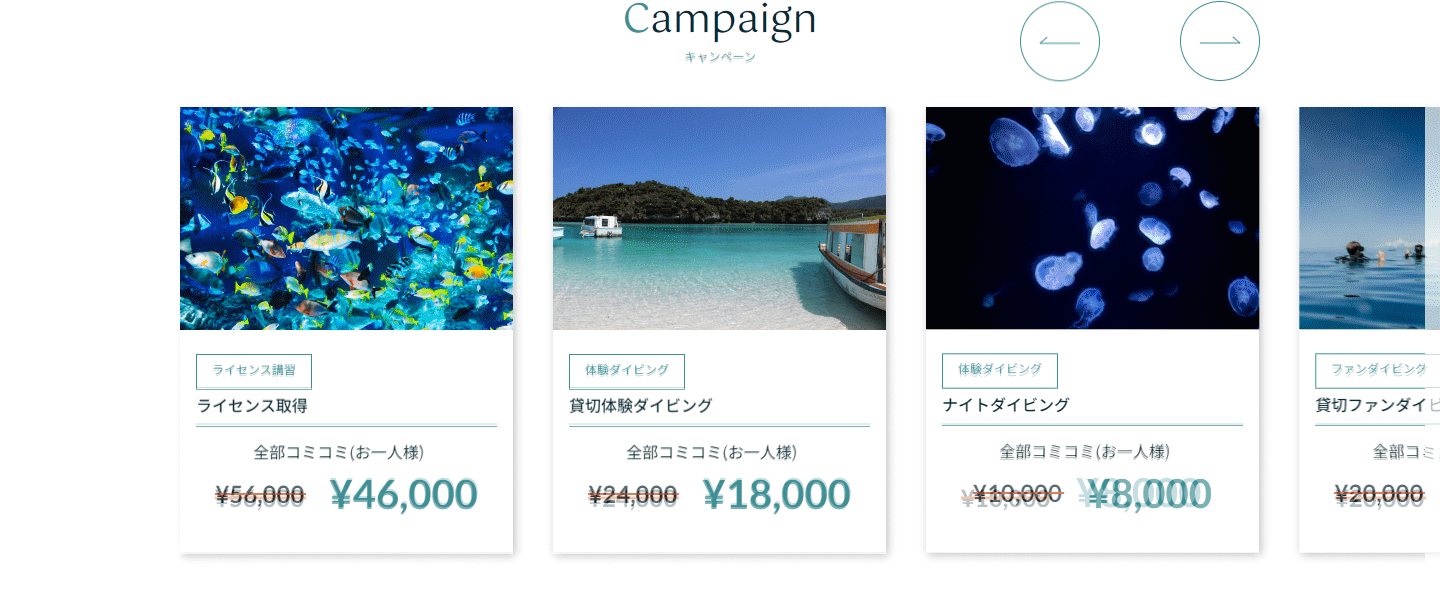 Campaign
キャンペーン
ライセンス講習
ライセンス取得
全部コミコミ(お一人様)
¥56,000 ¥46,000
体験ダイビング
貸切体験ダイビング
全部コミコミ(お一人様)
¥24,000 ¥18,000
体験ダイビング
ナイトダイビング
全部コミコミ(お一人様)
¥10,000 ¥8,000
ファンダイビング
貸切ファンダイビ
全部コミ
¥20,000